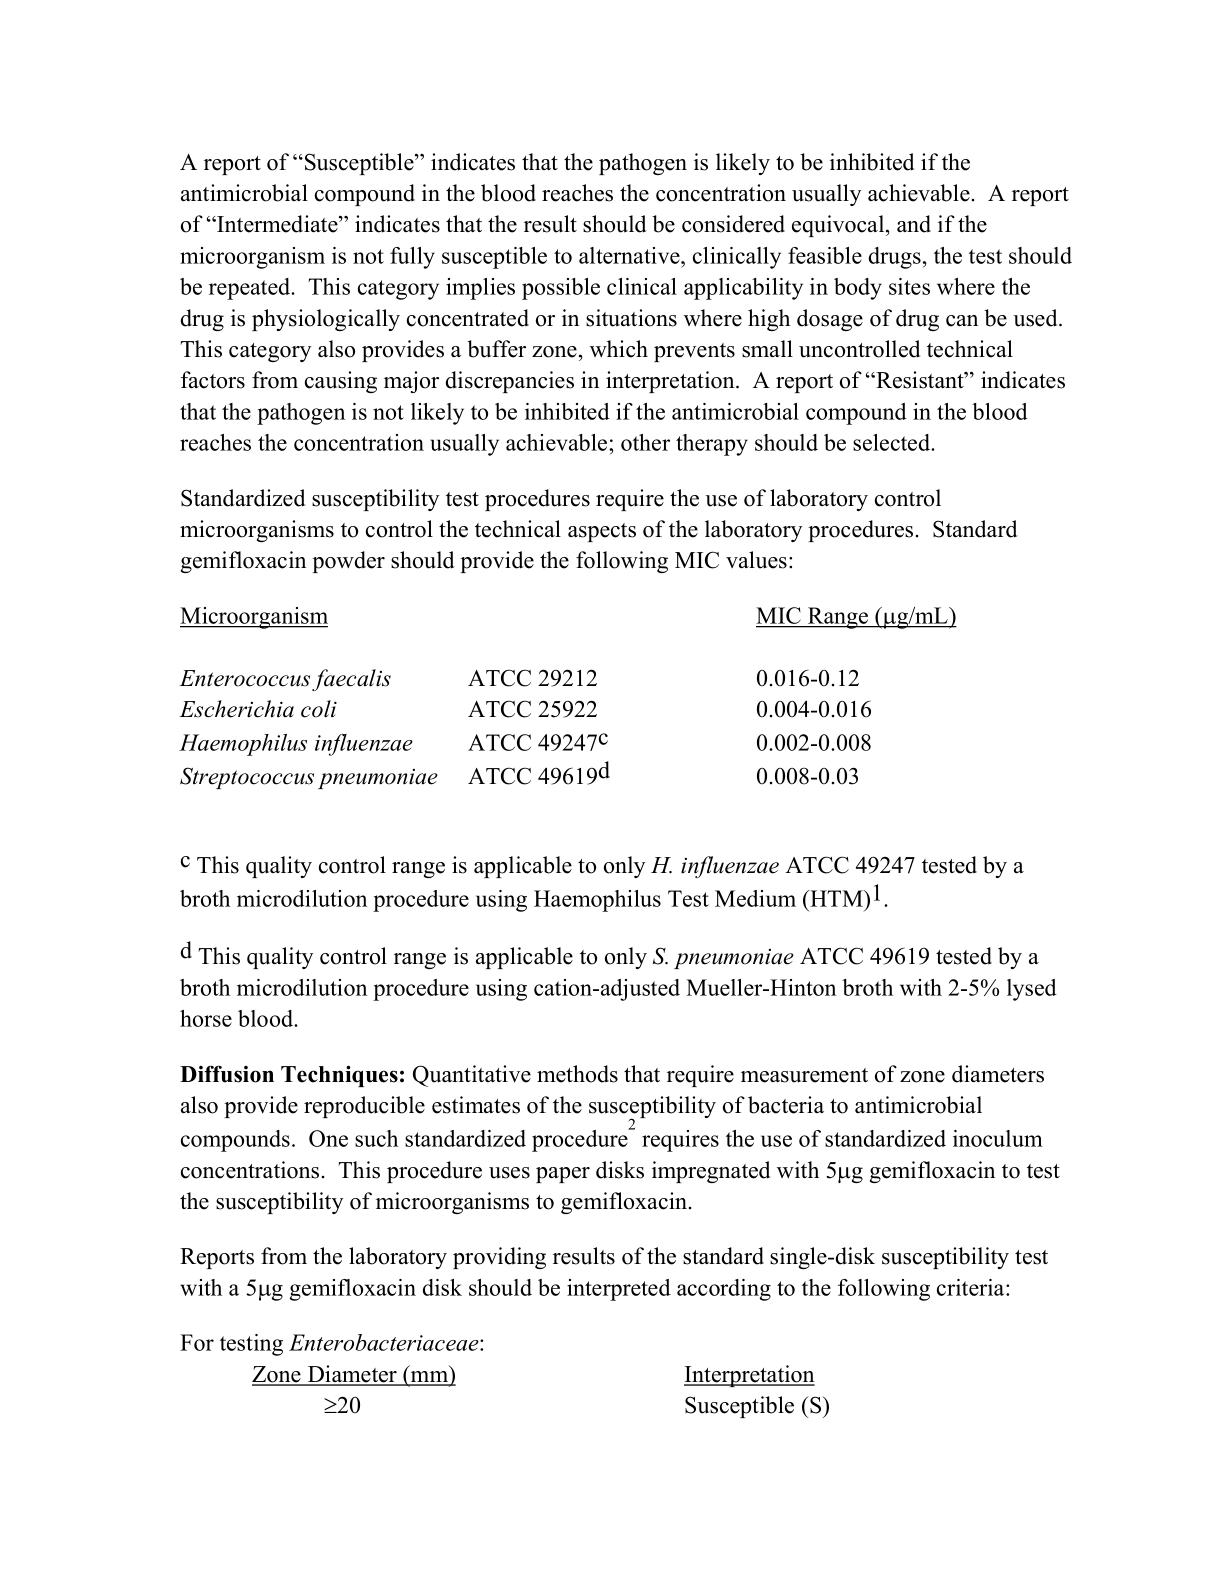 A report of “Susceptible” indicates that the pathogen is likely to be inhibited if the
antimicrobial compound in the blood reaches the concentration usually achievable.  A report
of “Intermediate” indicates that the result should be considered equivocal, and if the
microorganism is not fully susceptible to alternative, clinically feasible drugs, the test should
be repeated.  This category implies possible clinical applicability in body sites where the
drug is physiologically concentrated or in situations where high dosage of drug can be used.
This category also provides a buffer zone, which prevents small uncontrolled technical
factors from causing major discrepancies in interpretation.  A report of “Resistant” indicates
that the pathogen is not likely to be inhibited if the antimicrobial compound in the blood
reaches the concentration usually achievable; other therapy should be selected.
Standardized susceptibility test procedures require the use of laboratory control
microorganisms to control the technical aspects of the laboratory procedures.  Standard
gemifloxacin powder should provide the following MIC values:
Microorganism MIC Range (µg/mL)
Enterococcus faecalis ATCC 29212 0.016-0.12
Escherichia coli ATCC 25922 0.004-0.016
Haemophilus influenzae ATCC 49247c 0.002-0.008
Streptococcus pneumoniae ATCC 49619d 0.008-0.03
c This quality control range is applicable to only H. influenzae ATCC 49247 tested by a
broth microdilution procedure using Haemophilus Test Medium (HTM)1.
d This quality control range is applicable to only S. pneumoniae ATCC 49619 tested by a
broth microdilution procedure using cation-adjusted Mueller-Hinton broth with 2-5% lysed
horse blood.
Diffusion Techniques: Quantitative methods that require measurement of zone diameters
also provide reproducible estimates of the susceptibility of bacteria to antimicrobial
compounds.  One such standardized procedure2 requires the use of standardized inoculum
concentrations.  This procedure uses paper disks impregnated with 5µg gemifloxacin to test
the susceptibility of microorganisms to gemifloxacin.
Reports from the laboratory providing results of the standard single-disk susceptibility test
with a 5µg gemifloxacin disk should be interpreted according to the following criteria:
For testing Enterobacteriaceae:
Zone Diameter (mm) Interpretation
≥20 Susceptible (S)